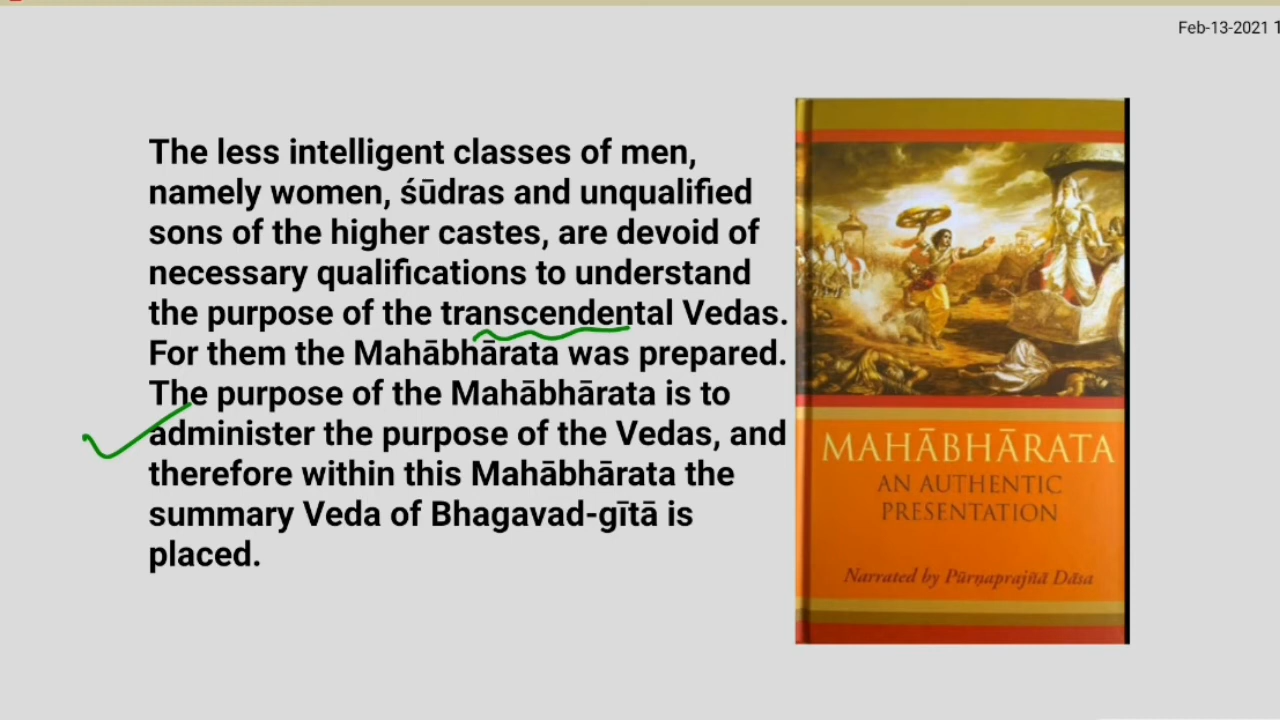 Feb-13-2021 1
The less intelligent classes of men,
namely women, śūdras and unqualified
sons of the higher castes, are devoid of
necessary qualifications to understand
the purpose of the transcendental Vedas.
For them the Mahābhārata was prepared.
The purpose of the Mahābhārata is to
administer the purpose of the Vedas, and
therefore within this Mahābhārata the
summary Veda of Bhagavad-gītā is
placed.
MAHĀBHĀRATA
AN AUTHENTIC
PRESENTATION
Narrated by Pūrṇaprajñā Dāsa